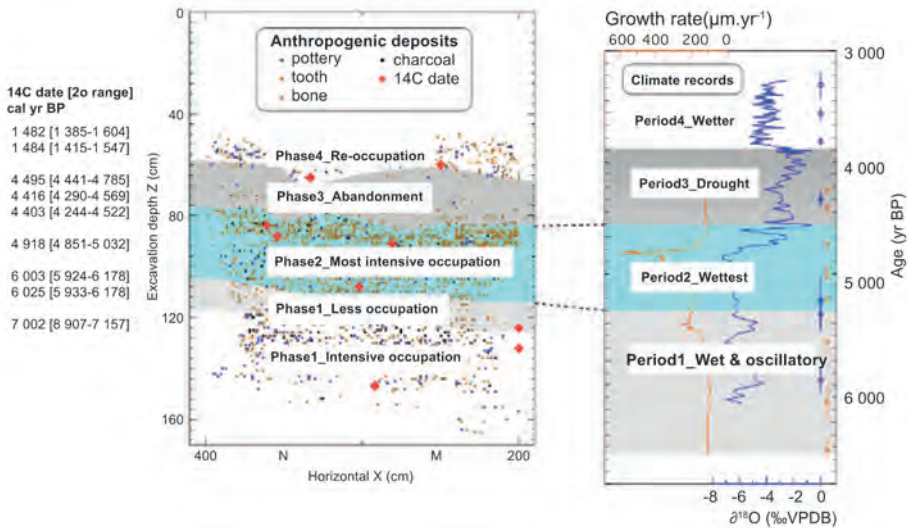 14C date [2o range]
cal yr BP
1 482 [1 385-1 604]
1 484 [1 415-1 547]
4 495 [4 441-4 785]
4 416 [4 290-4 569]
4 403 [4 244-4 522]
4 918 [4 851-5 032]
6 003 [5 924-6 178]
6 025 [5 933-6 178]
7 002 [8 907-7 157]
Excavation depth Z (cm)
0
40
80
120
160
Anthropogenic deposits
pottery
tooth
bone
charcoal
14C date
Phase4_Re-occupation
Phase3_Abandonment
Phase2_Most intensive occupation
Phase1_Less occupation
Phase1_Intensive occupation
400 N M 200
Horizontal X (cm)
Growth rate(µm.yr⁻¹)
600 400 200 0
Climate records
Period4_Wetter
Period3_Drought
Period2_Wettest
Period1_Wet & oscillatory
3 000
4 000
5 000
6 000
Age (yr BP)
-8 -6 -4 -2 0
∂¹⁸O (‰VPDB)